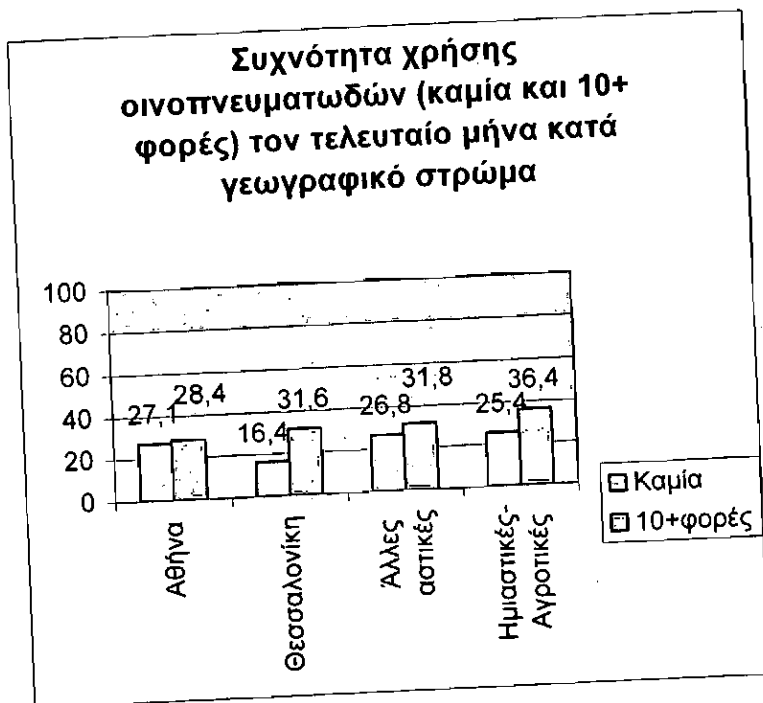 Συχνότητα χρήσης
οινοπνευματωδών (καμία και 10+
φορές) τον τελευταίο μήνα κατά
γεωγραφικό στρώμα
100
80
60
40
20
0
27,1
28,4
16,4
31,6
26,8
31,8
25,4
36,4
Αθήνα
Θεσσαλονίκη
Άλλες
αστικές
Ημιαστικές-
Αγροτικές
Καμία
10+φορές